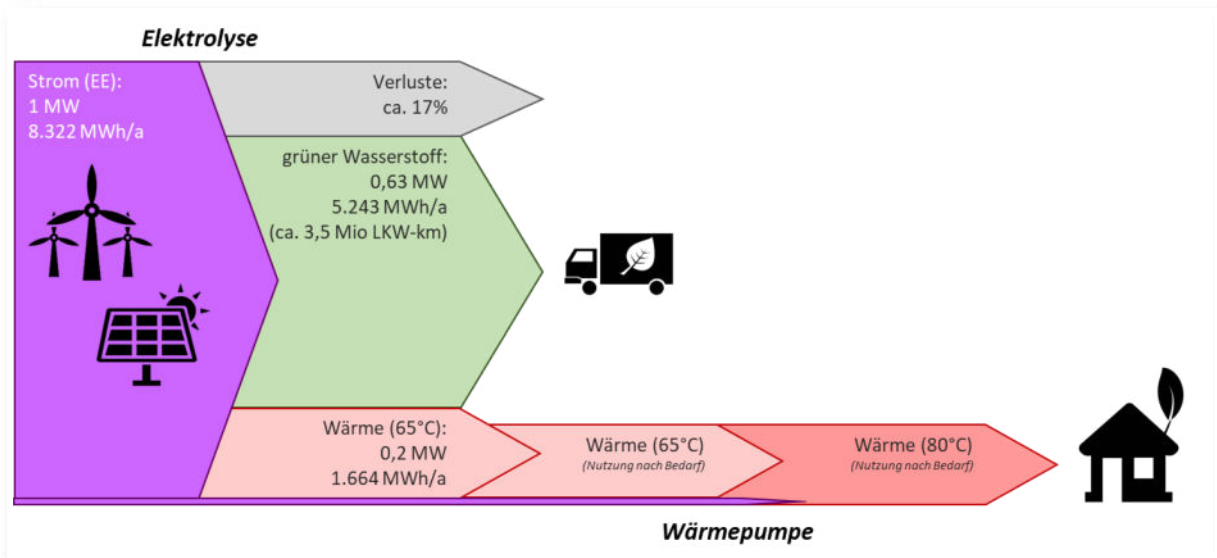 Elektrolyse
Strom (EE):
1 MW
8.322 MWh/a
Verluste:
ca. 17%
grüner Wasserstoff:
0,63 MW
5.243 MWh/a
(ca. 3,5 Mio LKW-km)
Wärme (65°C):
0,2 MW
1.664 MWh/a
Wärme (65°C)
(Nutzung nach Bedarf)
Wärme (80°C)
(Nutzung nach Bedarf)
Wärmepumpe